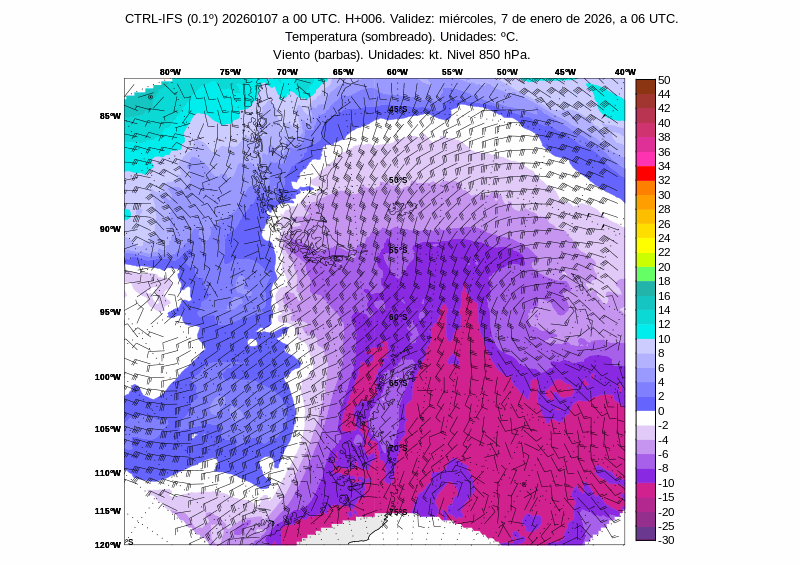 CTRL-IFS (0.1º) 20260107 a 00 UTC. H+006. Validez: miércoles, 7 de enero de 2026, a 06 UTC.
Temperatura (sombreado). Unidades: ºC.
Viento (barbas). Unidades: kt. Nivel 850 hPa.
80°W 75°W 70°W 65°W 60°W 55°W 50°W 45°W 40°W
85°W
90°W
95°W
100°W
105°W
110°W
115°W
120°W
45°S
50°S
55°S
60°S
65°S
70°S
75°S
°S
50
44
42
40
38
36
34
32
30
28
26
24
22
20
18
16
14
12
10
8
6
4
2
0
-2
-4
-6
-8
-10
-15
-20
-25
-30